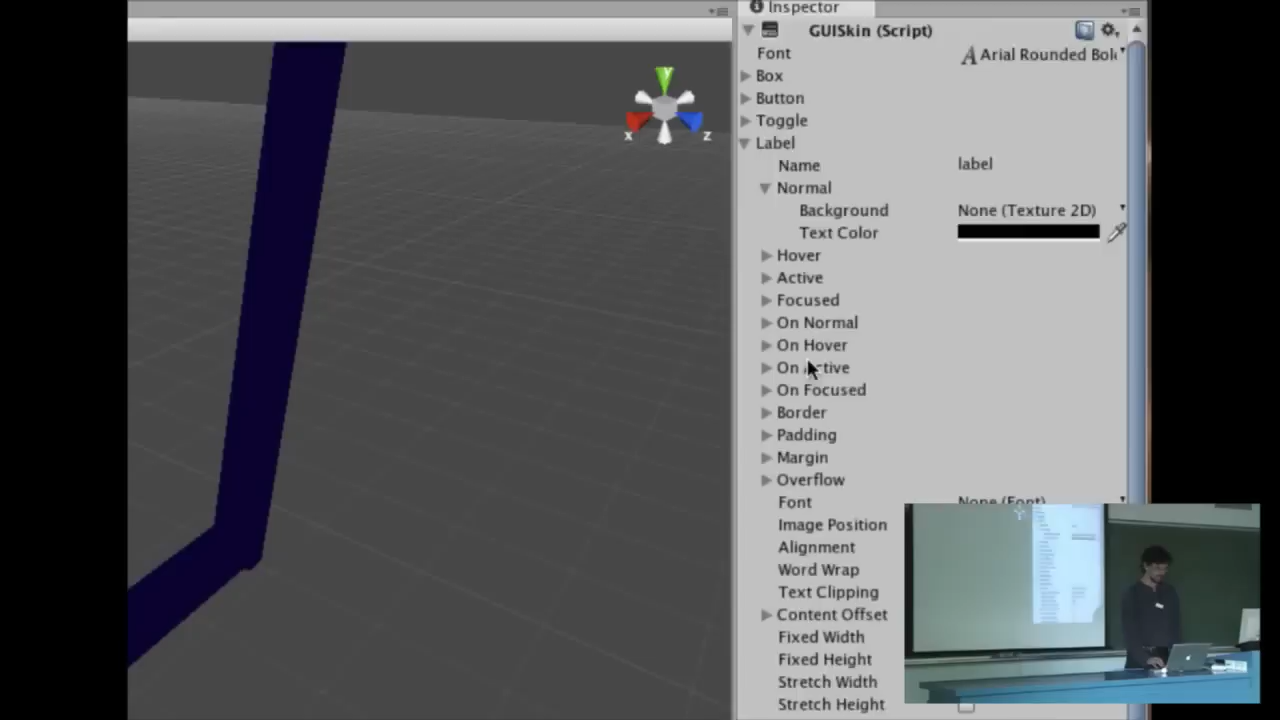 Inspector
GUISkin (Script)
Font Arial Rounded Bol
Box
Button
Toggle
Label
Name label
Normal
Background None (Texture 2D)
Text Color
Hover
Active
Focused
On Normal
On Hover
On Active
On Focused
Border
Padding
Margin
Overflow
Font None (Font)
Image Position
Alignment
Word Wrap
Text Clipping
Content Offset
Fixed Width
Fixed Height
Stretch Width
Stretch Height
y
x z